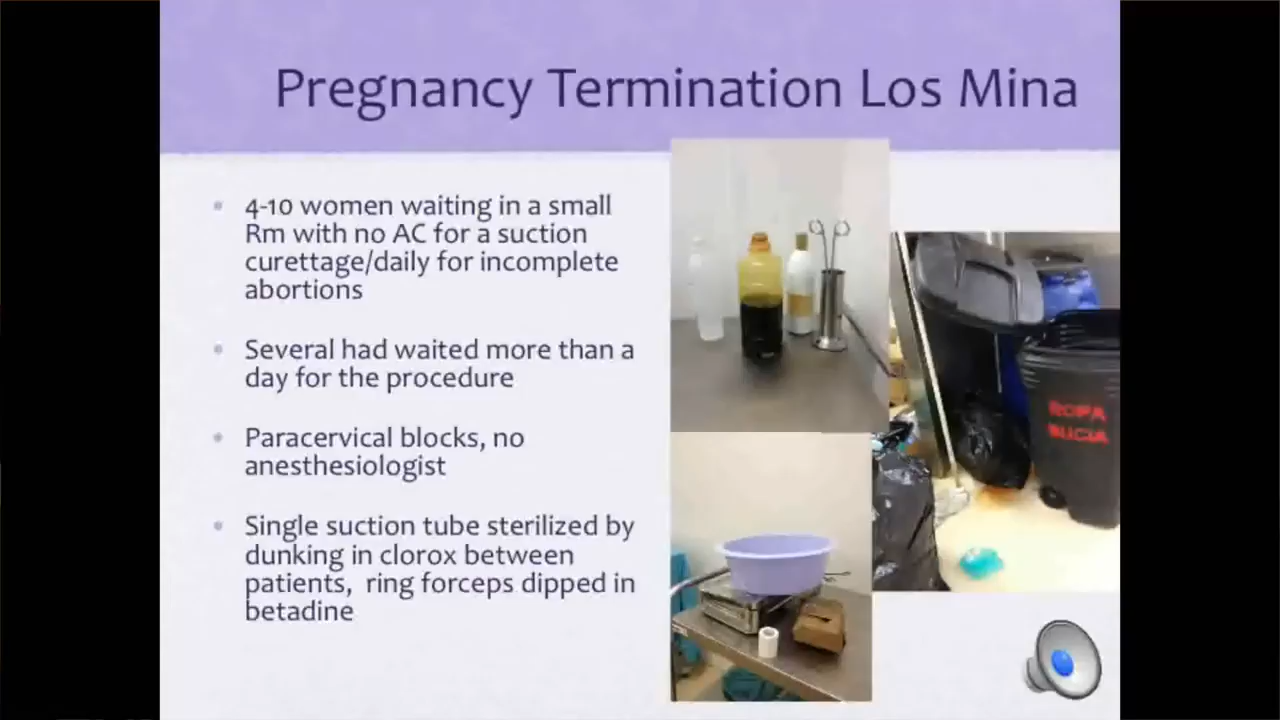 Pregnancy Termination Los Mina
4-10 women waiting in a small
Rm with no AC for a suction
curettage/daily for incomplete
abortions
Several had waited more than a
day for the procedure
Paracervical blocks, no
anesthesiologist
Single suction tube sterilized by
dunking in clorox between
patients, ring forceps dipped in
betadine
ROPA
SUCIA